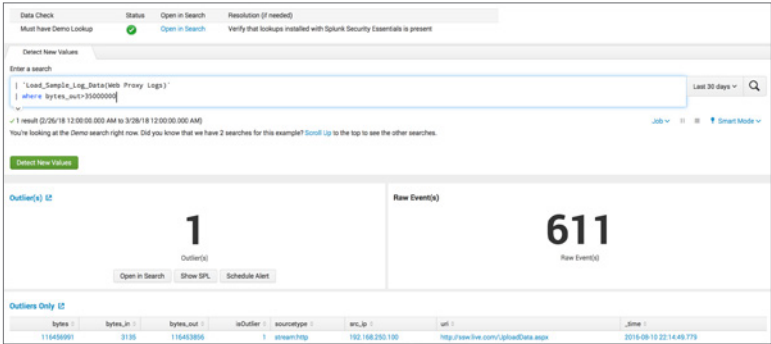 Data Check Status Open in Search Resolution (if needed)
Must have Demo Lookup Open in Search Verify that lookups installed with Splunk Security Essentials is present
Detect New Values
Enter a search
| `Load_Sample_Log_Data(Web Proxy Logs)`
| where bytes_out>35000000
Last 30 days
1 result (2/26/18 12:00:00.000 AM to 3/28/18 12:00:00.000 AM)
Job Smart Mode
You're looking at the Demo search right now. Did you know that we have 2 searches for this example? Scroll Up to the top to see the other searches.
Detect New Values
Outlier(s) Raw Event(s)
1 611
Outlier(s) Raw Event(s)
Open in Search Show SPL Schedule Alert
Outliers Only
bytes bytes_in bytes_out isOutlier sourcetype src_ip uri _time
116456991 3135 116453856 1 stream:http 192.168.250.100 http://ssw.live.com/UploadData.aspx 2016-08-10 22:14:49.779